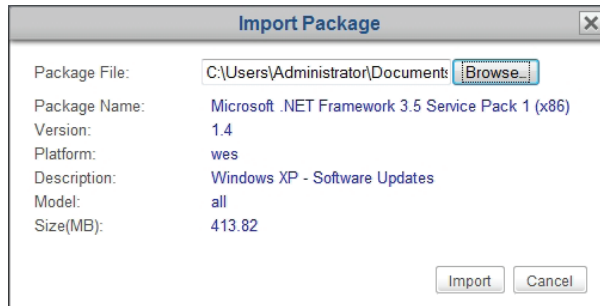 Import Package
Package File: C:\Users\Administrator\Documents Browse...
Package Name: Microsoft .NET Framework 3.5 Service Pack 1 (x86)
Version: 1.4
Platform: wes
Description: Windows XP - Software Updates
Model: all
Size(MB): 413.82
Import Cancel